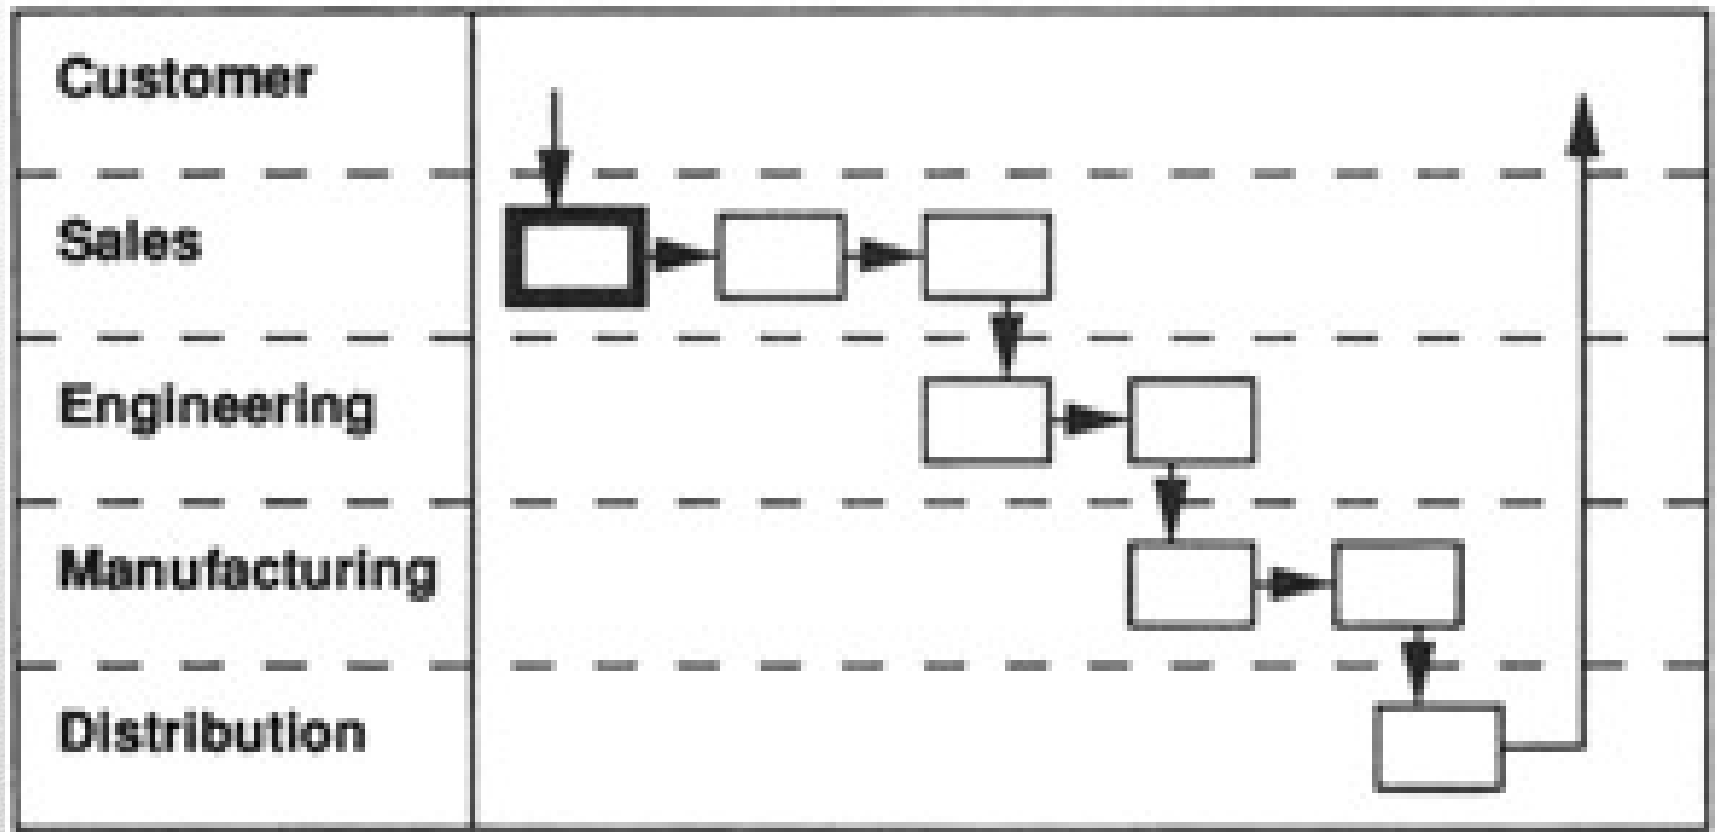 Customer
Sales
Engineering
Manufacturing
Distribution